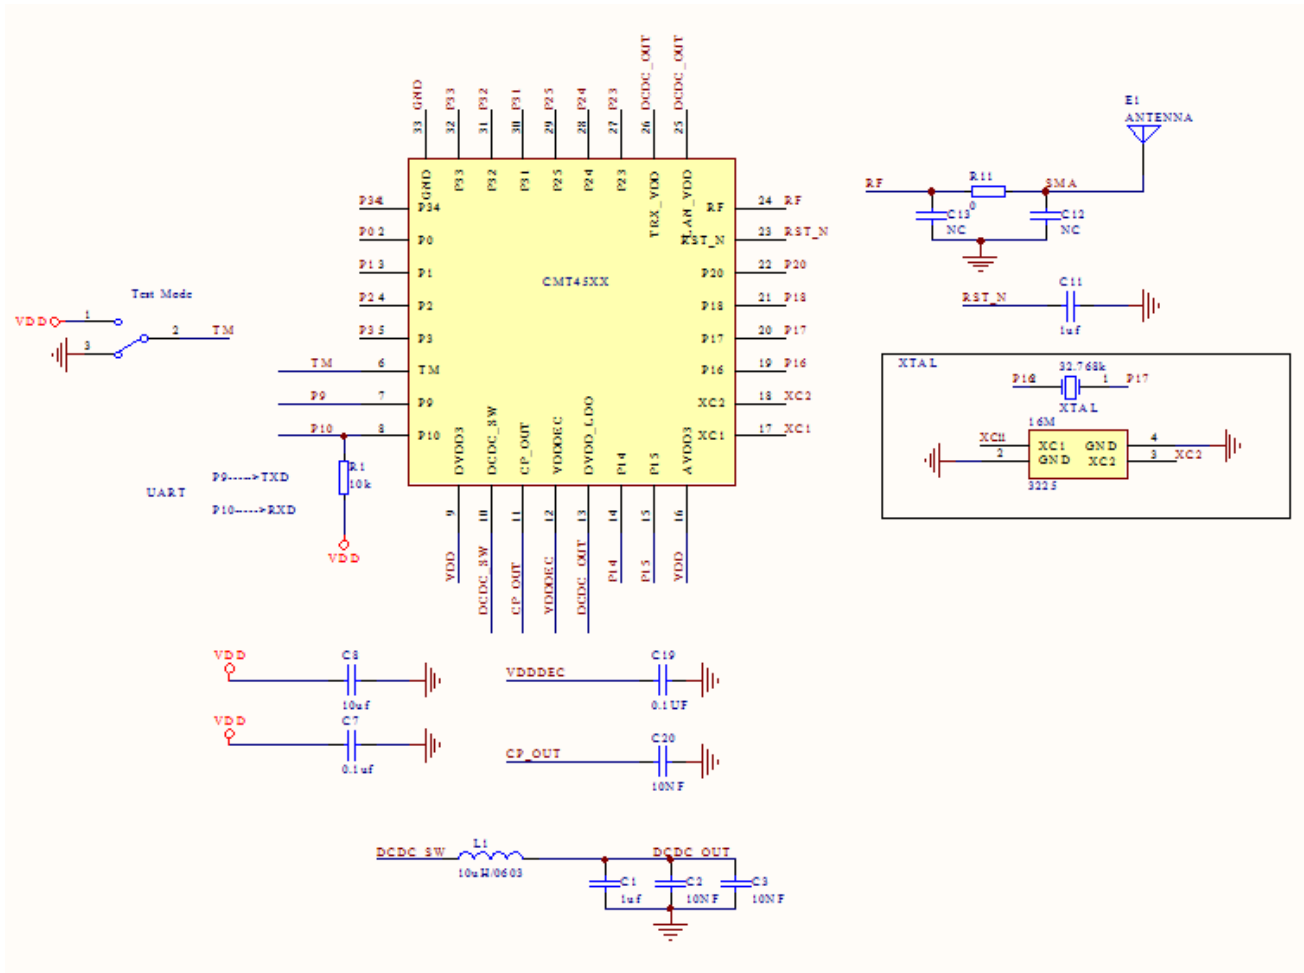 GND
P33
P32
P31
P25
P24
P23
DCDC_OUT
DCDC_OUT
33
32
31
30
29
28
27
26
25
GND
P33
P32
P31
P25
P24
P23
TRX_VDD
LAN_VDD
E1
ANTENNA
P34 P34
P0 2 P0
P1 3 P1
P2 4 P2
P3 5 P3
TM 6 TM
P9 7 P9
P10 8 P10
CMT45XX
RF 24 RF
RST_N 23 RST_N
P20 22 P20
P18 21 P18
P17 20 P17
P16 19 P16
XC2 18 XC2
XC1 17 XC1
RF
R11
0
SMA
C13
NC
C12
NC
RST_N
C11
1uf
Test Mode
VDD 1
2 TM
3
XTAL
32.768k
P16 2 1 P17
XTAL
16M
XC1 1 XC1 GND 4
2 GND XC2 3 XC2
3225
DVDD3
DCDC_SW
CP_OUT
VDDDEC
DVDD_LDO
P14
P15
AVDD3
9
10
11
12
13
14
15
16
VDD
DCDC_SW
CP_OUT
VDDDEC
DCDC_OUT
P14
P15
VDD
R1
10k
VDD
UART
P9---->TXD
P10---->RXD
VDD
C8
10uf
VDD
C7
0.1uf
VDDDEC
C19
0.1UF
CP_OUT
C20
10NF
DCDC_SW
L1
10uH/0603
DCDC_OUT
C1
1uf
C2
10NF
C3
10NF